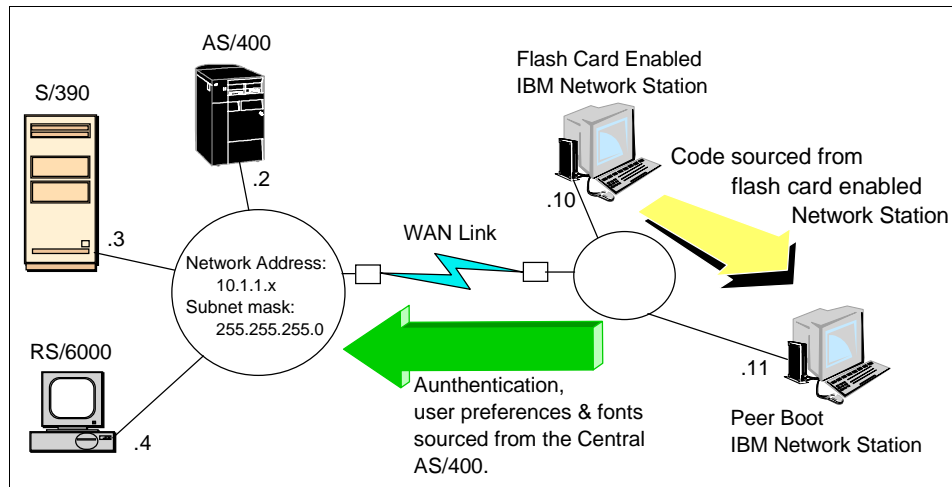 AS/400
S/390
.2
.3
Network Address:
10.1.1.x
Subnet mask:
255.255.255.0
RS/6000
.4
WAN Link
Flash Card Enabled
IBM Network Station
.10
Code sourced from
flash card enabled
Network Station
.11
Peer Boot
IBM Network Station
Aunthentication,
user preferences & fonts
sourced from the Central
AS/400.